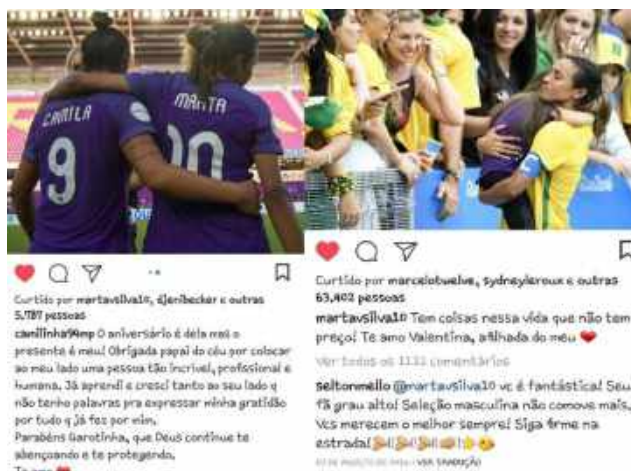 CAMILA
9
MARTA
10
Curtido por martavsilva10, djenibecker e outras
5,787 pessoas
camilinha94mp O aniversário é dela mas o
presente é meu! Obrigada papai do céu por colocar
ao meu lado uma pessoa tão incrível, profissional e
humana. Já aprendi e cresci tanto ao seu lado q
não tenho palavras pra expressar minha gratidão
por tudo q já fez por mim.
Parabéns Garotinha, que Deus continue te
abençoando e te protegendo.
Te amo
Curtido por marcelotwelve, sydneyleroux e outras
63,402 pessoas
martavsilva10 Tem coisas nessa vida que não tem
preço! Te amo Valentina, afilhada do meu
Ver todos os 1132 comentários
seltonmello @martavsilva10 vc é fantástica! Seu
fã grau alto! Seleção masculina não comove mais.
Vcs merecem o melhor sempre! Siga firme na
estrada!
VER TRADUÇÃO